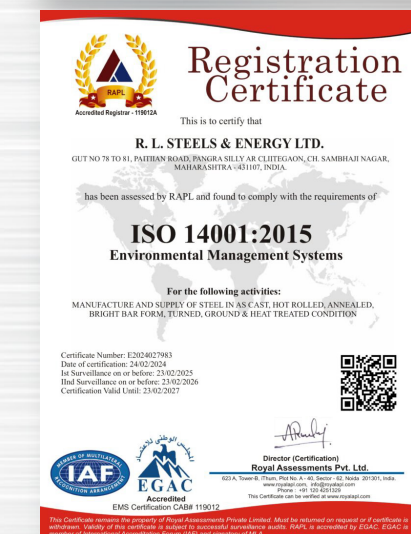 RAPL
Accredited Registrar - 119012A
Registration
Certificate
This is to certify that
R. L. STEELS & ENERGY LTD.
GUT NO 78 TO 81, PAITHAN ROAD, PANGRA SILLY AR CLIITEGAON, CH. SAMBHAJI NAGAR,
MAHARASHTRA - 431107, INDIA.
has been assessed by RAPL and found to comply with the requirements of
ISO 14001:2015
Environmental Management Systems
For the following activities:
MANUFACTURE AND SUPPLY OF STEEL IN AS CAST, HOT ROLLED, ANNEALED,
BRIGHT BAR FORM, TURNED, GROUND & HEAT TREATED CONDITION
Certificate Number: E2024027983
Date of certification: 24/02/2024
Ist Surveillance on or before: 23/02/2025
IInd Surveillance on or before: 23/02/2026
Certification Valid Until: 23/02/2027
Director (Certification)
Royal Assessments Pvt. Ltd.
623 A, Tower-B, iThum, Plot No. A - 40, Sector - 62, Noida 201301, India.
www.royalapl.com, info@royalapl.com
Phone : +91 120 4251329
This Certificate can be verified at www.royalapl.com
MEMBER OF MULTILATERAL
IAF
RECOGNITION ARRANGEMENT
EGAC
Accredited
EMS Certification CAB# 119012
This Certificate remains the property of Royal Assessments Private Limited. Must be returned on request or if certificate is
withdrawn. Validity of this certificate is subject to successful surveillance audits. RAPL is accredited by EGAC. EGAC is